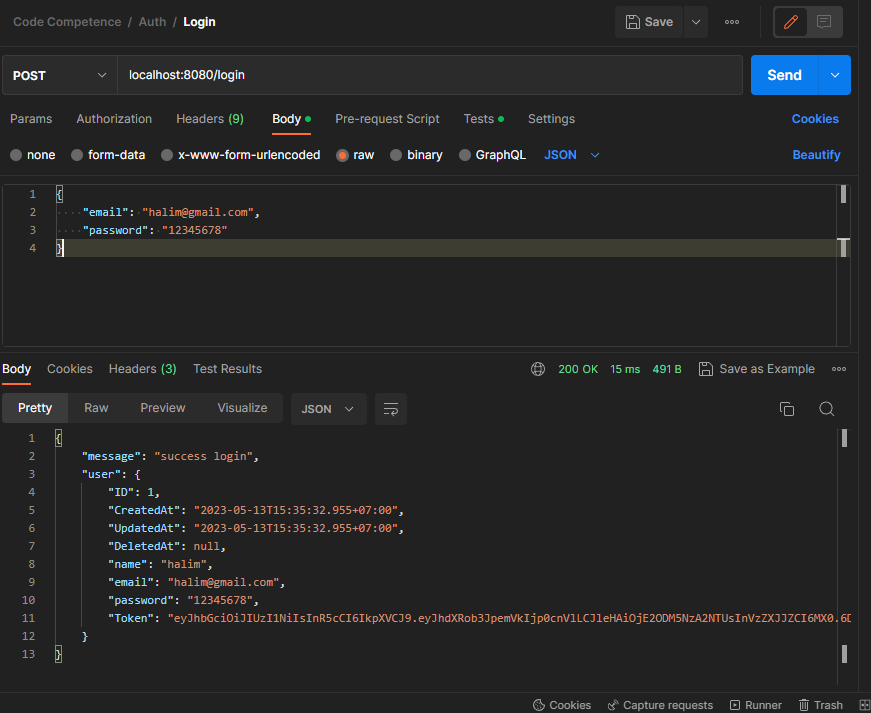 Code Competence / Auth / Login Save
POST localhost:8080/login Send
Params Authorization Headers (9) Body Pre-request Script Tests Settings Cookies
none form-data x-www-form-urlencoded raw binary GraphQL JSON Beautify
1 {
2 "email": "halim@gmail.com",
3 "password": "12345678"
4 }
Body Cookies Headers (3) Test Results 200 OK 15 ms 491 B Save as Example
Pretty Raw Preview Visualize JSON
1 {
2 "message": "success login",
3 "user": {
4 "ID": 1,
5 "CreatedAt": "2023-05-13T15:35:32.955+07:00",
6 "UpdatedAt": "2023-05-13T15:35:32.955+07:00",
7 "DeletedAt": null,
8 "name": "halim",
9 "email": "halim@gmail.com",
10 "password": "12345678",
11 "Token": "eyJhbGciOiJIUzI1NiIsInR5cCI6IkpXVCJ9.eyJhdXRob3JpemVkIjp0cnVlLCJleHAiOjE2ODM5NzA2NTUsInVzZXJJZCI6MX0.6D
12 }
13 }
Cookies Capture requests Runner Trash